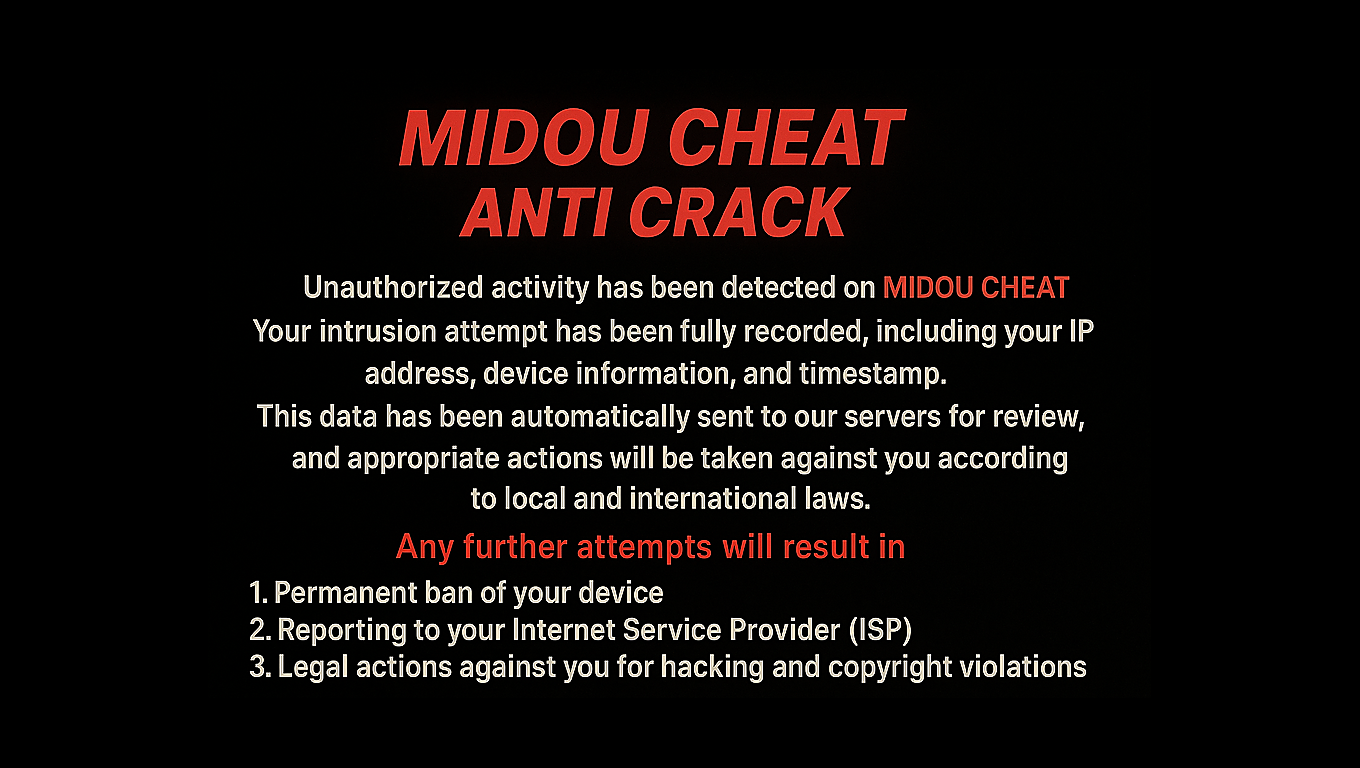 MIDOU CHEAT
ANTI CRACK
Unauthorized activity has been detected on MIDOU CHEAT
Your intrusion attempt has been fully recorded, including your IP
address, device information, and timestamp.
This data has been automatically sent to our servers for review,
and appropriate actions will be taken against you according
to local and international laws.
Any further attempts will result in
1. Permanent ban of your device
2. Reporting to your Internet Service Provider (ISP)
3. Legal actions against you for hacking and copyright violations